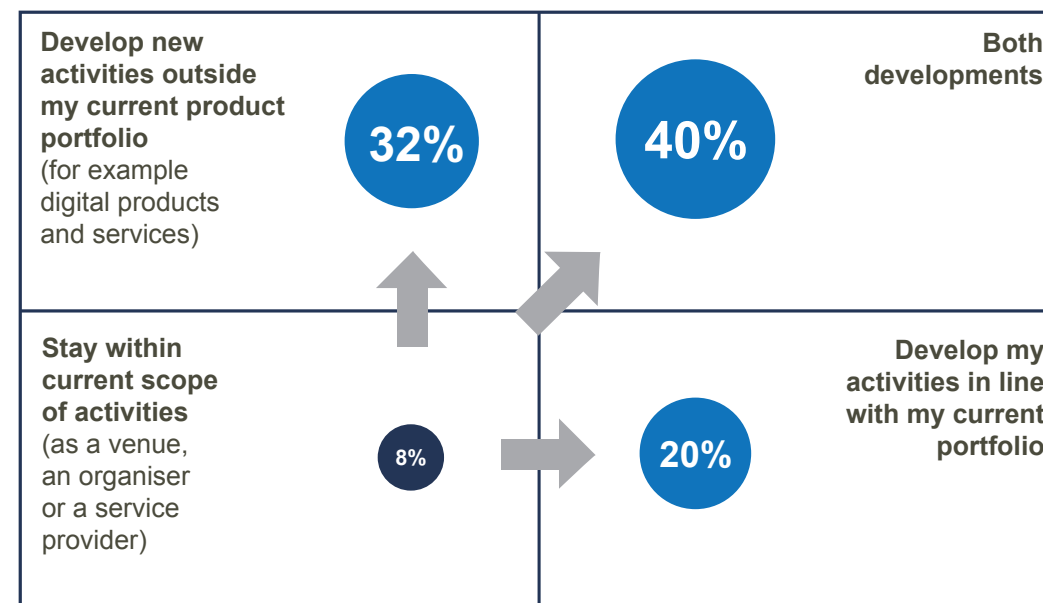 Develop new
activities outside
my current product
portfolio
(for example
digital products
and services)
32%
40%
Both
developments
Stay within
current scope
of activities
(as a venue,
an organiser
or a service
provider)
8%
20%
Develop my
activities in line
with my current
portfolio